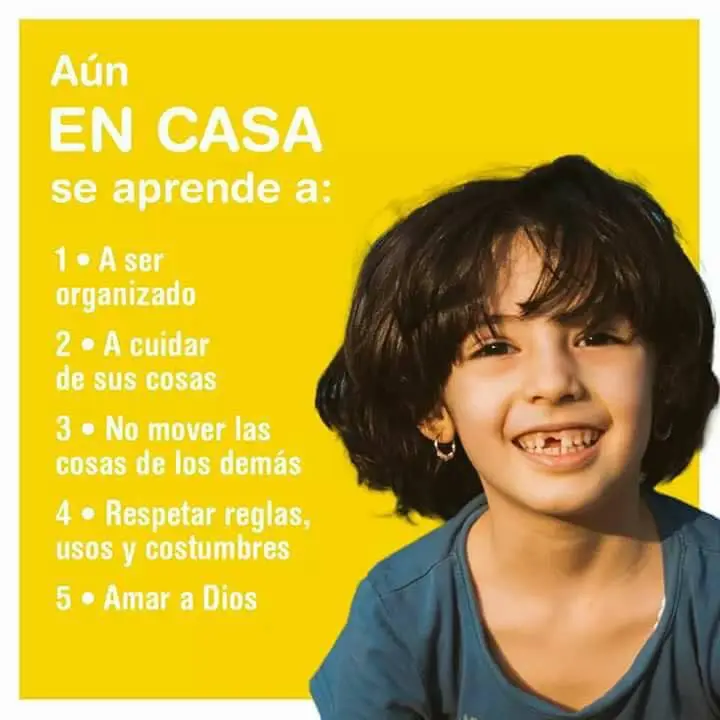 Aún
EN CASA
se aprende a:
1 • A ser
organizado
2 • A cuidar
de sus cosas
3 • No mover las
cosas de los demás
4 • Respetar reglas,
usos y costumbres
5 • Amar a Dios